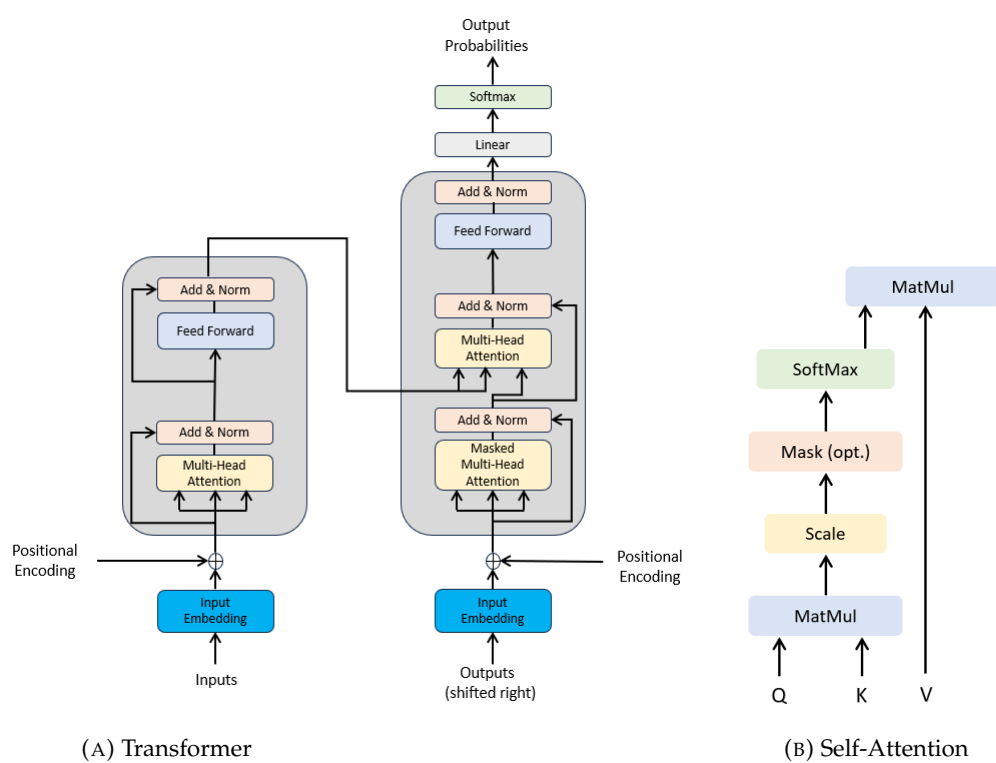 Output
Probabilities
Softmax
Linear
Add & Norm
Feed Forward
Add & Norm
Multi-Head
Attention
Add & Norm
Masked
Multi-Head
Attention
Positional
Encoding
Input
Embedding
Outputs
(shifted right)
Add & Norm
Feed Forward
Add & Norm
Multi-Head
Attention
Positional
Encoding
Input
Embedding
Inputs
(A) Transformer
MatMul
SoftMax
Mask (opt.)
Scale
MatMul
Q K V
(B) Self-Attention